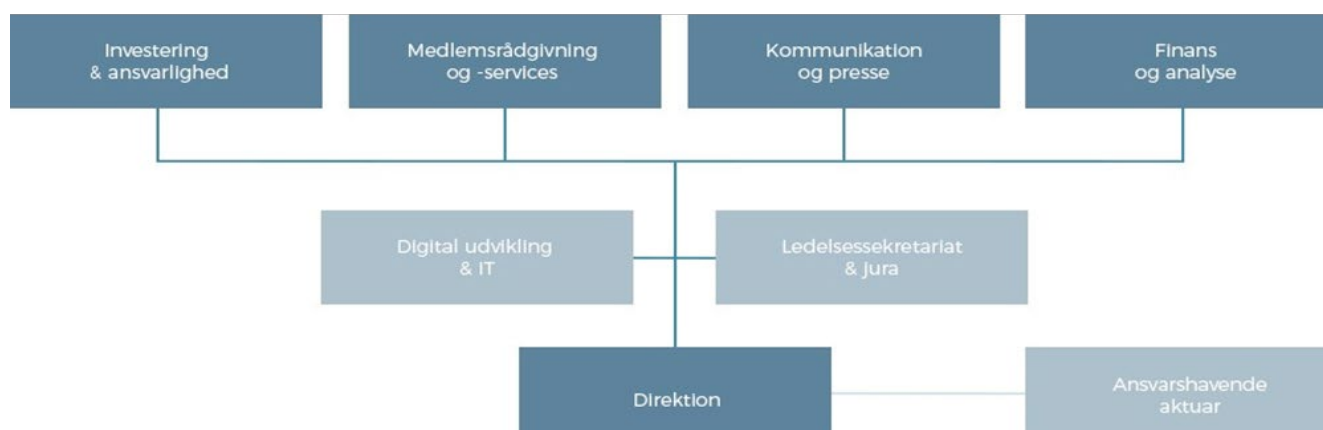 Investering
& ansvarlighed
Medlemsrådgivning
og -services
Kommunikation
og presse
Finans
og analyse
Digital udvikling
& IT
Ledelsessekretariat
& Jura
Direktion
Ansvarshavende
aktuar